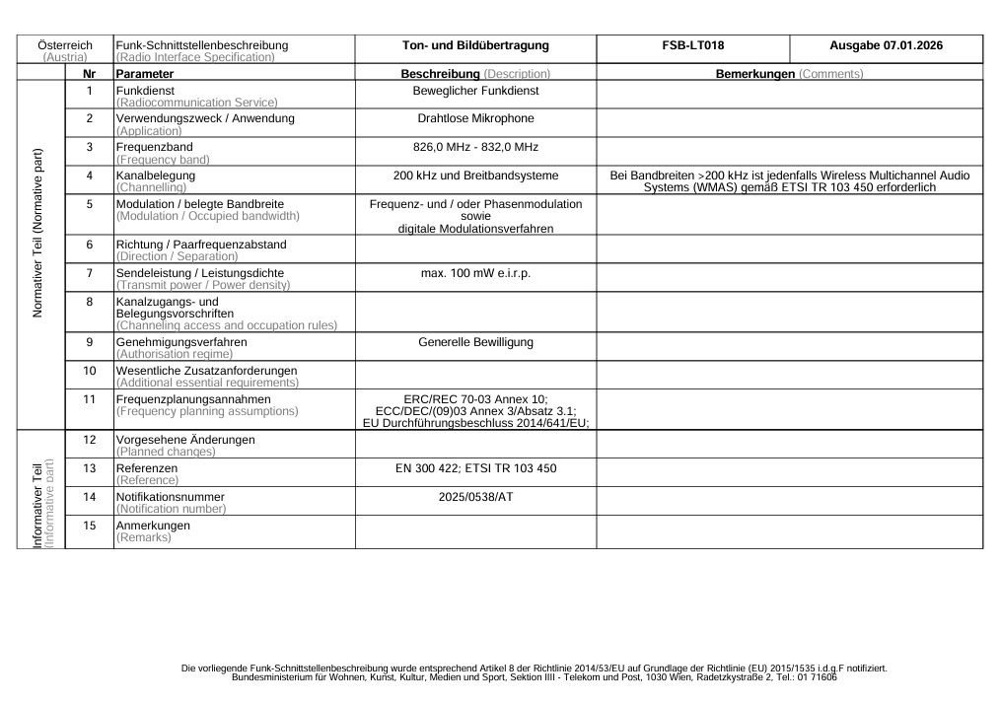 Österreich
(Austria)
Funk-Schnittstellenbeschreibung
(Radio Interface Specification)
Ton- und Bildübertragung
FSB-LT018
Ausgabe 07.01.2026
Nr
Parameter
Beschreibung (Description)
Bemerkungen (Comments)
Normativer Teil (Normative part)
1
Funkdienst
(Radiocommunication Service)
Beweglicher Funkdienst
2
Verwendungszweck / Anwendung
(Application)
Drahtlose Mikrophone
3
Frequenzband
(Frequency band)
826,0 MHz - 832,0 MHz
4
Kanalbelegung
(Channelling)
200 kHz und Breitbandsysteme
Bei Bandbreiten >200 kHz ist jedenfalls Wireless Multichannel Audio
Systems (WMAS) gemäß ETSI TR 103 450 erforderlich
5
Modulation / belegte Bandbreite
(Modulation / Occupied bandwidth)
Frequenz- und / oder Phasenmodulation
sowie
digitale Modulationsverfahren
6
Richtung / Paarfrequenzabstand
(Direction / Separation)
7
Sendeleistung / Leistungsdichte
(Transmit power / Power density)
max. 100 mW e.i.r.p.
8
Kanalzugangs- und
Belegungsvorschriften
(Channeling access and occupation rules)
9
Genehmigungsverfahren
(Authorisation regime)
Generelle Bewilligung
10
Wesentliche Zusatzanforderungen
(Additional essential requirements)
11
Frequenzplanungsannahmen
(Frequency planning assumptions)
ERC/REC 70-03 Annex 10;
ECC/DEC/(09)03 Annex 3/Absatz 3.1;
EU Durchführungsbeschluss 2014/641/EU;
Informativer Teil
(Informative part)
12
Vorgesehene Änderungen
(Planned changes)
13
Referenzen
(Reference)
EN 300 422; ETSI TR 103 450
14
Notifikationsnummer
(Notification number)
2025/0538/AT
15
Anmerkungen
(Remarks)
Die vorliegende Funk-Schnittstellenbeschreibung wurde entsprechend Artikel 8 der Richtlinie 2014/53/EU auf Grundlage der Richtlinie (EU) 2015/1535 i.d.g.F notifiziert.
Bundesministerium für Wohnen, Kunst, Kultur, Medien und Sport, Sektion IIII - Telekom und Post, 1030 Wien, Radetzkystraße 2, Tel.: 01 71606